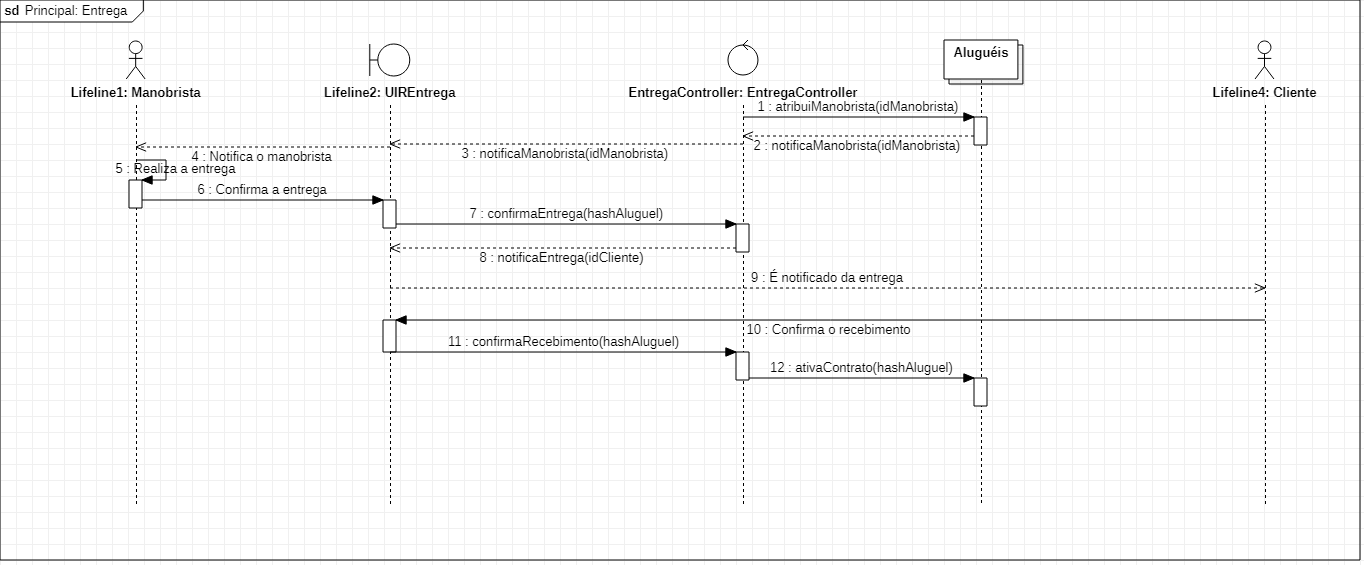 sd Principal: Entrega
Aluguéis
Lifeline1: Manobrista
Lifeline2: UIREntrega
EntregaController: EntregaController
Lifeline4: Cliente
1 : atribuiManobrista(idManobrista)
2 : notificaManobrista(idManobrista)
3 : notificaManobrista(idManobrista)
4 : Notifica o manobrista
5 : Realiza a entrega
6 : Confirma a entrega
7 : confirmaEntrega(hashAluguel)
8 : notificaEntrega(idCliente)
9 : É notificado da entrega
10 : Confirma o recebimento
11 : confirmaRecebimento(hashAluguel)
12 : ativaContrato(hashAluguel)